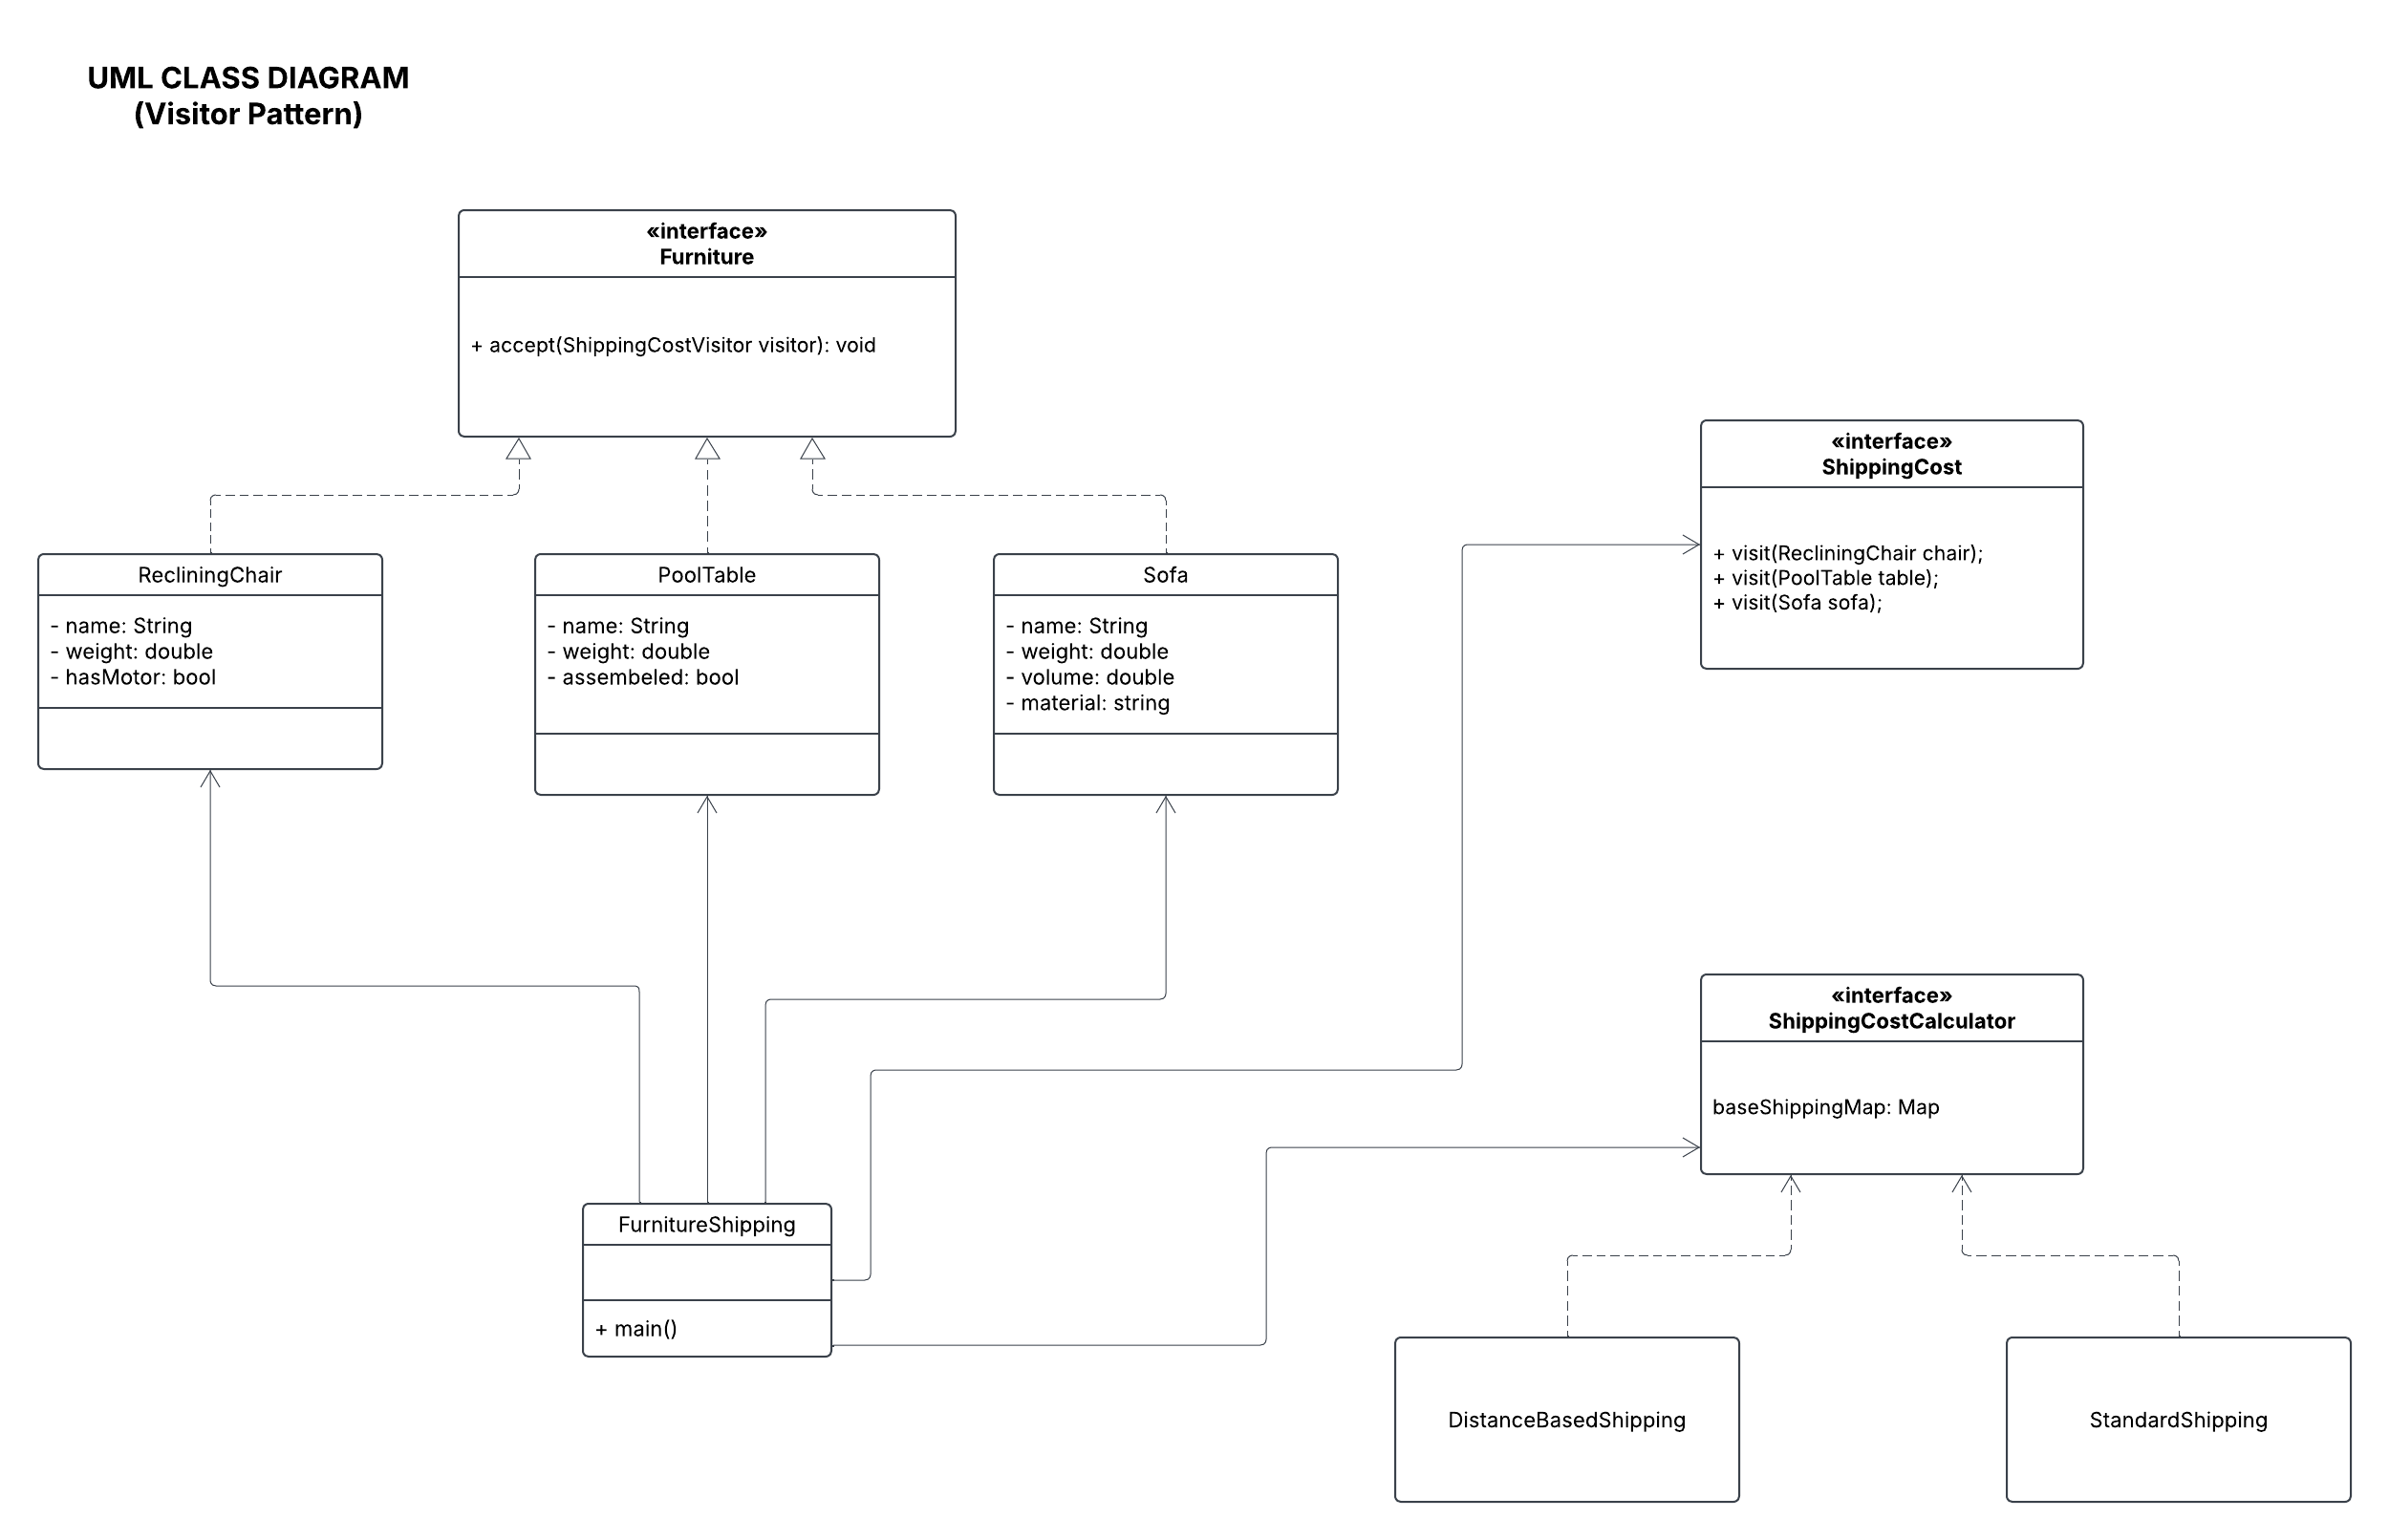 UML CLASS DIAGRAM
(Visitor Pattern)
«interface»
Furniture
+ accept(ShippingCostVisitor visitor): void
«interface»
ShippingCost
+ visit(RecliningChair chair);
+ visit(PoolTable table);
+ visit(Sofa sofa);
RecliningChair
- name: String
- weight: double
- hasMotor: bool
PoolTable
- name: String
- weight: double
- assembeled: bool
Sofa
- name: String
- weight: double
- volume: double
- material: string
«interface»
ShippingCostCalculator
baseShippingMap: Map
FurnitureShipping
+ main()
DistanceBasedShipping
StandardShipping